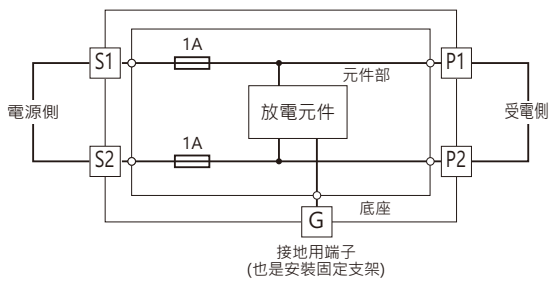 1A
S1
P1
元件部
放電元件
電源側
受電側
1A
S2
P2
底座
G
接地用端子
(也是安裝固定支架)